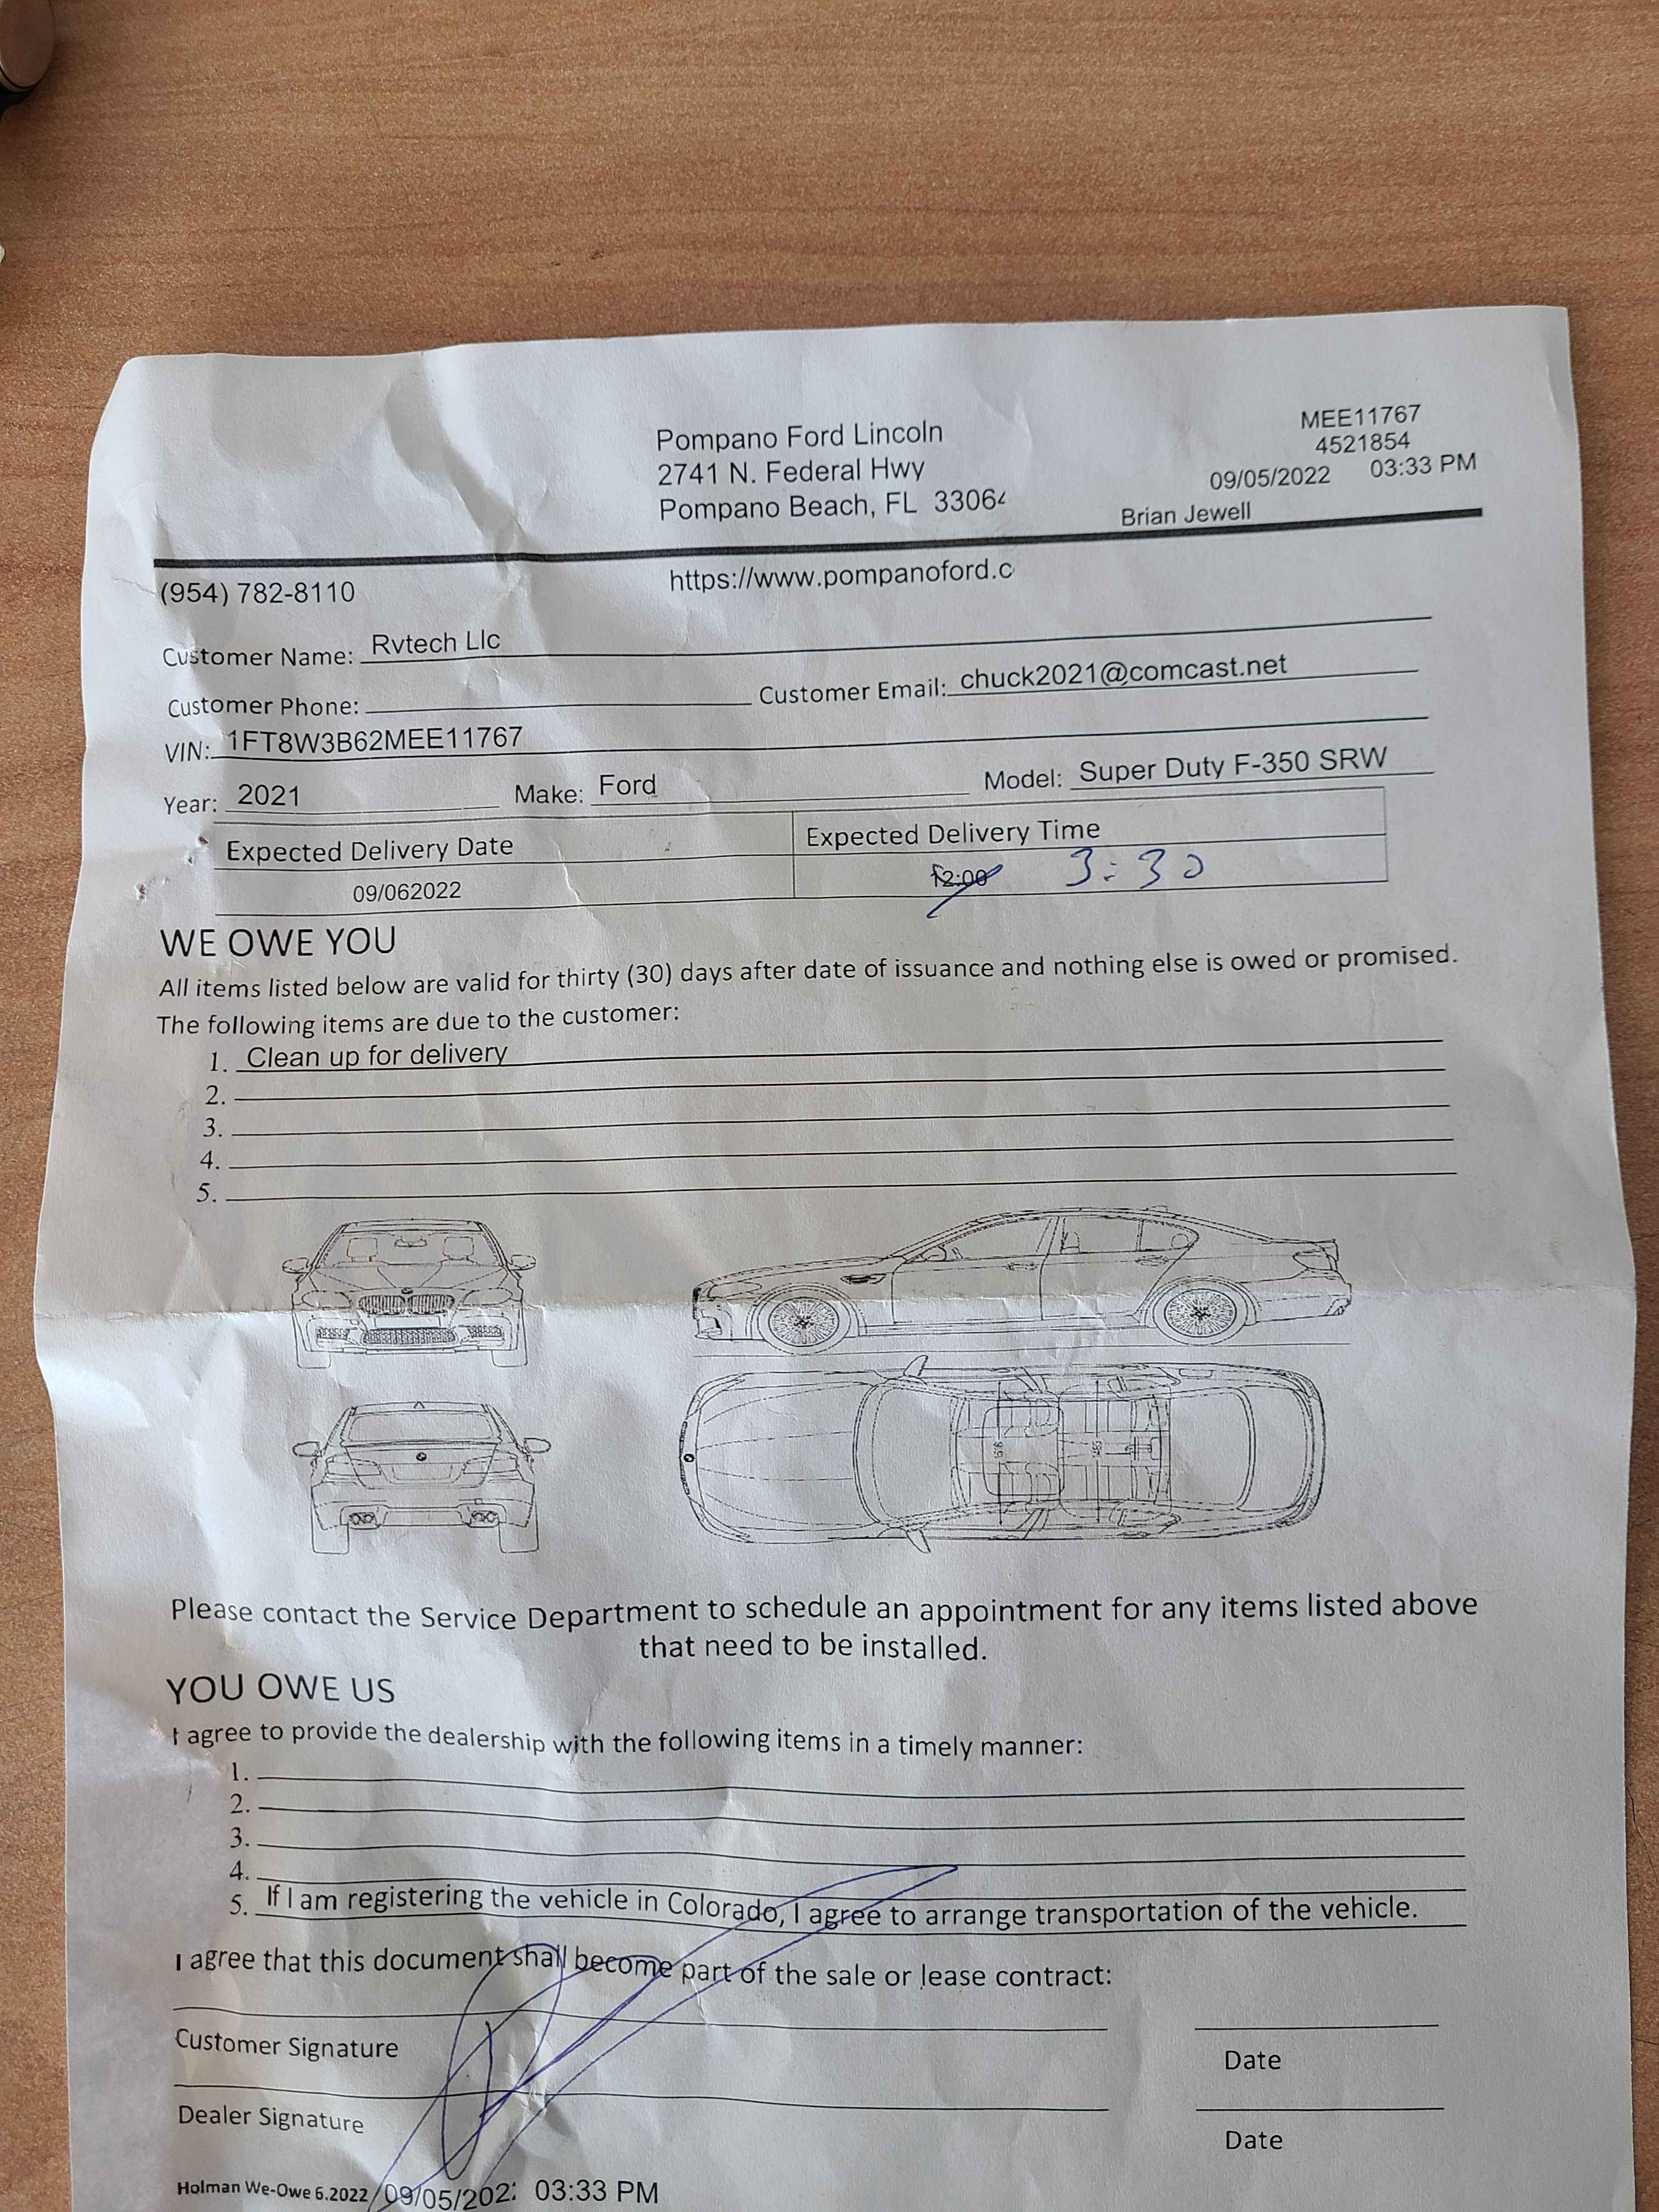 MEE11767
4521854
Pompano Ford Lincoln
2741 N. Federal Hwy
09/05/2022 03:33 PM
Pompano Beach, FL 33064
Brian Jewell
(954) 782-8110
https://www.pompanoford.c
Customer Name: Rvtech Llc
Customer Phone: Customer Email: chuck2021@comcast.net
VIN: 1FT8W3B62MEE11767
Year: 2021 Make: Ford Model: Super Duty F-350 SRW
Expected Delivery Date Expected Delivery Time
09/062022 12:00 3:30
WE OWE YOU
All items listed below are valid for thirty (30) days after date of issuance and nothing else is owed or promised.
The following items are due to the customer:
1. Clean up for delivery
2.
3.
4.
5.
Please contact the Service Department to schedule an appointment for any items listed above
that need to be installed.
YOU OWE US
I agree to provide the dealership with the following items in a timely manner:
1.
2.
3.
4.
5. If I am registering the vehicle in Colorado, I agree to arrange transportation of the vehicle.
I agree that this document shall become part of the sale or lease contract:
Customer Signature Date
Dealer Signature Date
Holman We-Owe 6.2022 09/05/202 03:33 PM